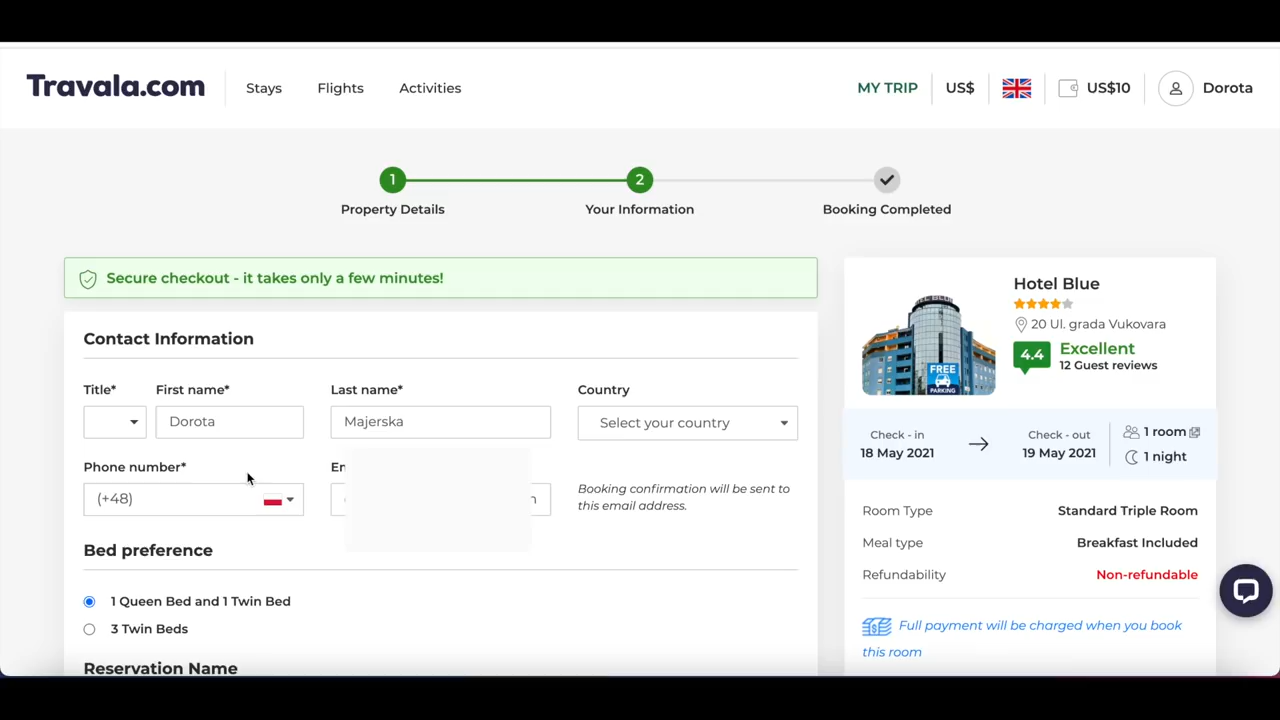 Travala.com
Stays
Flights
Activities
MY TRIP
US$
US$10
Dorota
1
2
Property Details
Your Information
Booking Completed
Secure checkout - it takes only a few minutes!
Contact Information
Title*
First name*
Last name*
Country
Dorota
Majerska
Select your country
Phone number*
(+48)
Booking confirmation will be sent to
this email address.
Bed preference
1 Queen Bed and 1 Twin Bed
3 Twin Beds
Reservation Name
Hotel Blue
20 Ul. grada Vukovara
4.4
Excellent
12 Guest reviews
FREE
PARKING
Check - in
18 May 2021
Check - out
19 May 2021
1 room
1 night
Room Type
Standard Triple Room
Meal type
Breakfast Included
Refundability
Non-refundable
Full payment will be charged when you book
this room